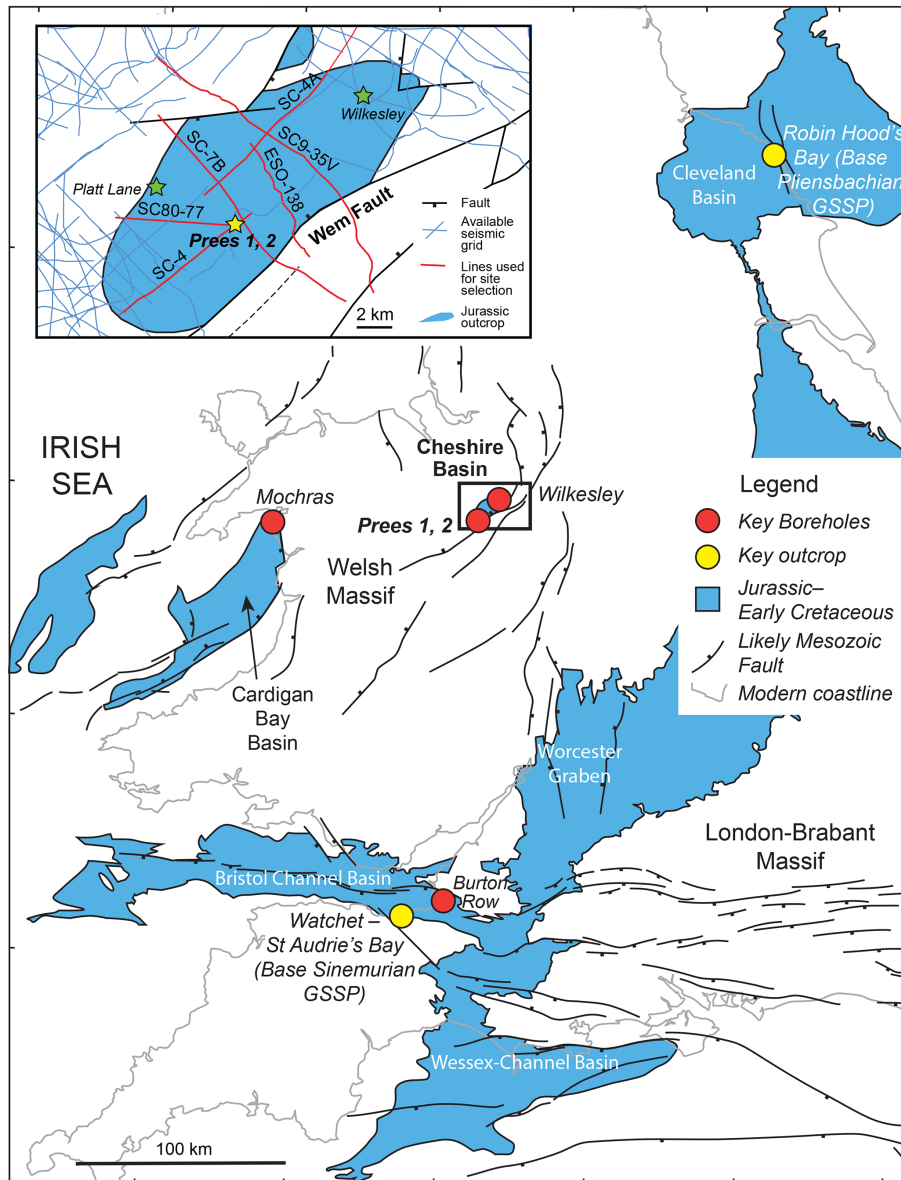 SC-4A
Wilkesley
SC-7B
SC9-35V
ESO-138
Platt Lane
SC80-77
Wem Fault
Prees 1, 2
SC-4
Fault
Available
seismic
grid
Lines used
for site
selection
Jurassic
outcrop
2 km
Robin Hood's
Bay (Base
Pliensbachian
GSSP)
Cleveland
Basin
IRISH
SEA
Cheshire
Basin
Mochras
Wilkesley
Prees 1, 2
Welsh
Massif
Legend
Key Boreholes
Key outcrop
Jurassic–
Early Cretaceous
Likely Mesozoic
Fault
Modern coastline
Cardigan
Bay
Basin
Worcester
Graben
London-Brabant
Massif
Bristol Channel Basin
Burton
Row
Watchet –
St Audrie's Bay
(Base Sinemurian
GSSP)
Wessex-Channel Basin
100 km